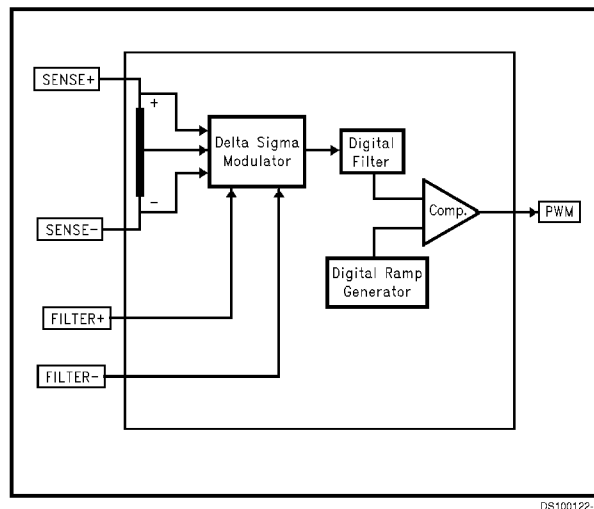 SENSE+
+
Delta Sigma
Modulator
Digital
Filter
-
Comp.
PWM
SENSE-
Digital Ramp
Generator
FILTER+
FILTER-
DS100122-